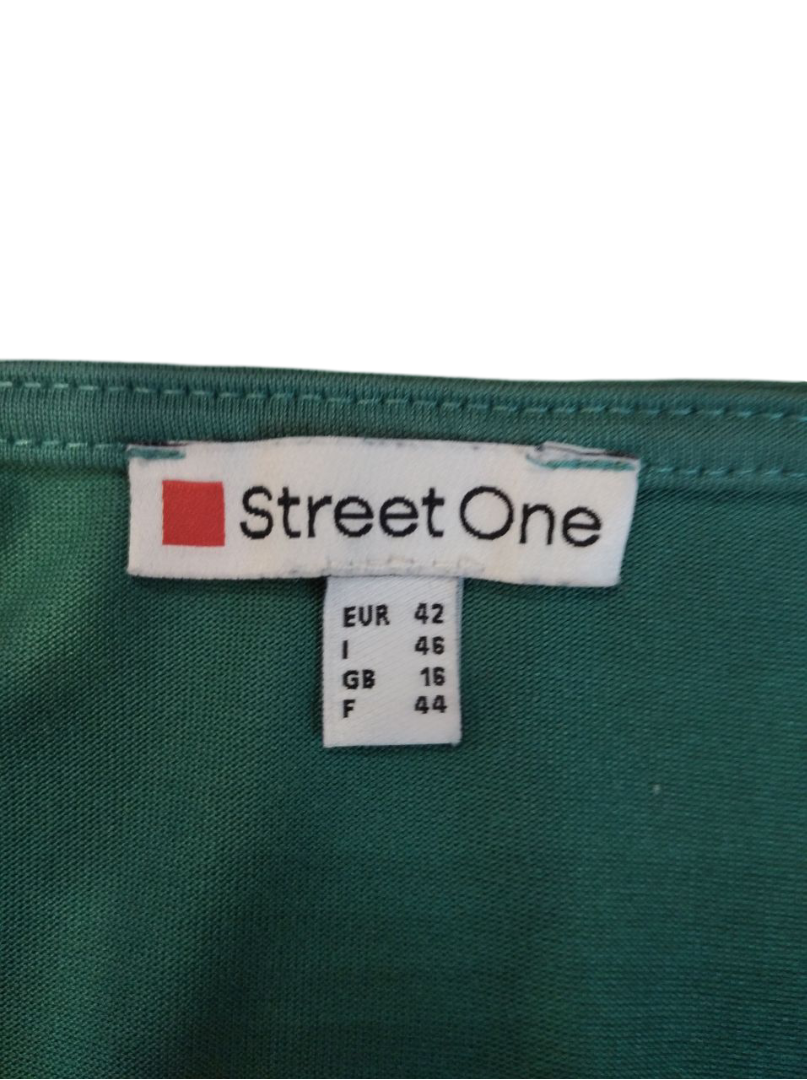 Street One
EUR 42
I 46
GB 16
F 44